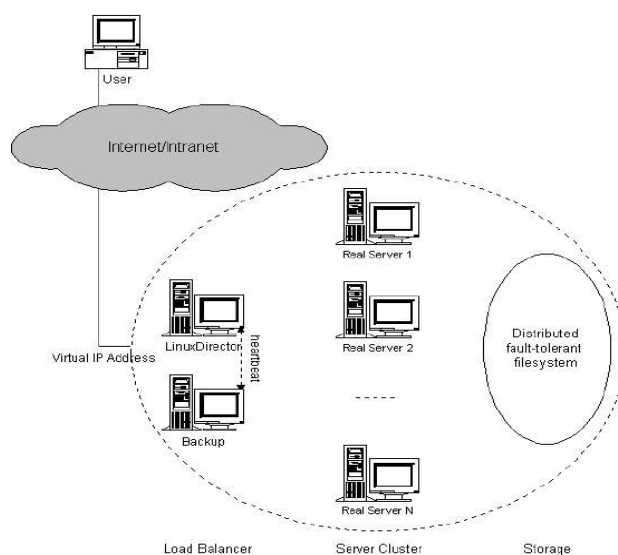 User
Internet/Intranet
Real Server 1
LinuxDirector
Real Server 2
Virtual IP Address
heartbeat
Distributed
fault-tolerant
filesystem
Backup
Real Server N
Load Balancer
Server Cluster
Storage